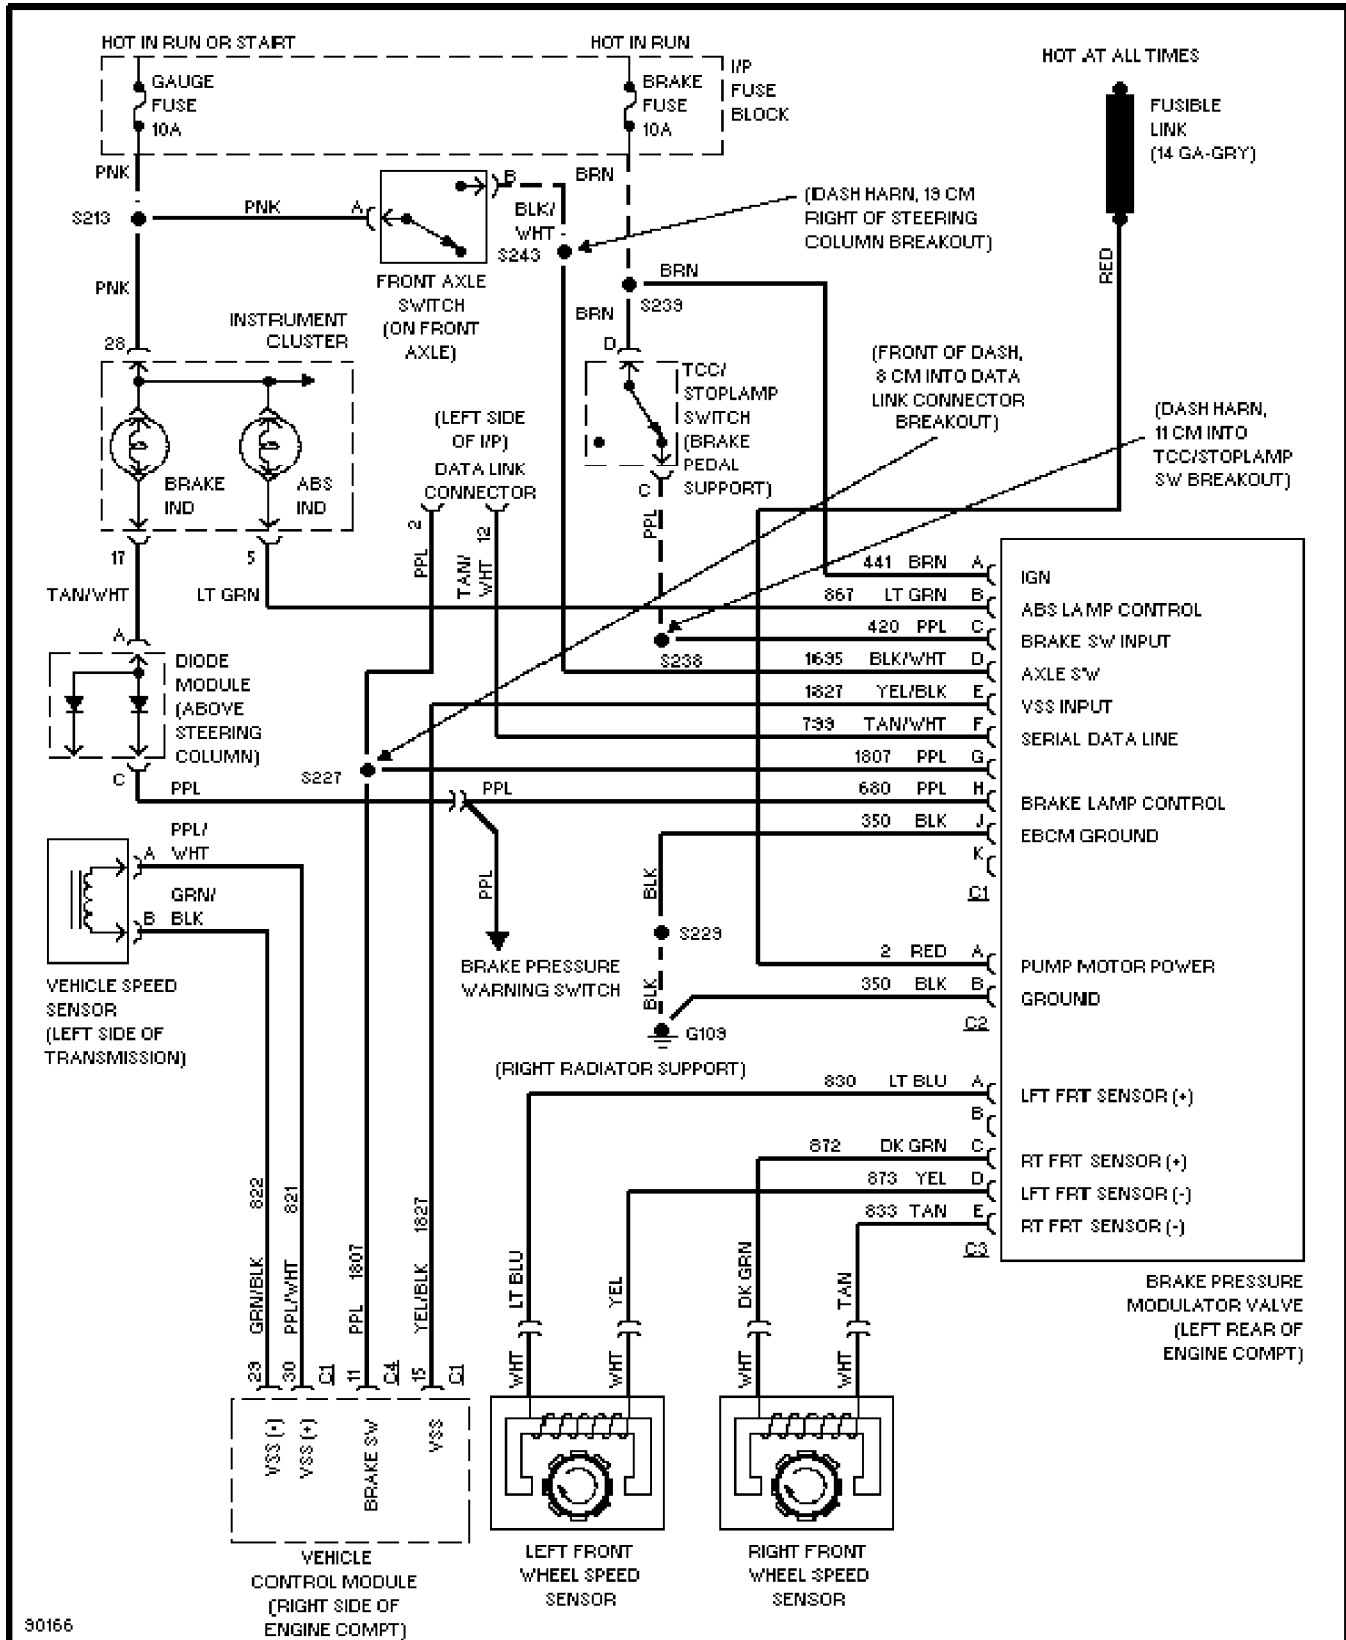 HOT IN RUN OR START
HOT IN RUN
HOT AT ALL TIMES
GAUGE
FUSE
10A
BRAKE
FUSE
10A
I/P
FUSE
BLOCK
FUSIBLE
LINK
(14 GA-GRY)
PNK
S213
PNK
A
B
BLK/
WHT
S243
BRN
(DASH HARN, 19 CM
RIGHT OF STEERING
COLUMN BREAKOUT)
RED
FRONT AXLE
SWITCH
(ON FRONT
AXLE)
BRN
S239
BRN
PNK
INSTRUMENT
CLUSTER
28
D
TCC/
STOPLAMP
SWITCH
(BRAKE
PEDAL
SUPPORT)
C
(FRONT OF DASH,
8 CM INTO DATA
LINK CONNECTOR
BREAKOUT)
(DASH HARN,
11 CM INTO
TCC/STOPLAMP
SW BREAKOUT)
(LEFT SIDE
OF I/P)
DATA LINK
CONNECTOR
BRAKE
IND
ABS
IND
17
5
2
12
PPL
TAN/
WHT
PPL
TAN/WHT
LT GRN
A
DIODE
MODULE
(ABOVE
STEERING
COLUMN)
C
PPL
S227
PPL
S238
441 BRN A
IGN
867 LT GRN B
ABS LAMP CONTROL
420 PPL C
BRAKE SW INPUT
1695 BLK/WHT D
AXLE SW
1827 YEL/BLK E
VSS INPUT
799 TAN/WHT F
SERIAL DATA LINE
1807 PPL G
680 PPL H
BRAKE LAMP CONTROL
350 BLK J
EBCM GROUND
K
C1
PPL/
WHT
A
GRN/
BLK
B
VEHICLE SPEED
SENSOR
(LEFT SIDE OF
TRANSMISSION)
PPL
BRAKE PRESSURE
WARNING SWITCH
BLK
S229
BLK
G109
(RIGHT RADIATOR SUPPORT)
2 RED A
PUMP MOTOR POWER
350 BLK B
GROUND
C2
830 LT BLU A
LFT FRT SENSOR (+)
B
872 DK GRN C
RT FRT SENSOR (+)
873 YEL D
LFT FRT SENSOR (-)
833 TAN E
RT FRT SENSOR (-)
C3
BRAKE PRESSURE
MODULATOR VALVE
(LEFT REAR OF
ENGINE COMPT)
GRN/BLK 822
PPL/WHT 821
PPL 1807
YEL/BLK 1827
LT BLU
YEL
DK GRN
TAN
WHT
WHT
WHT
WHT
29
30
C1
11
C4
15
C1
VSS (-)
VSS (+)
BRAKE SW
VSS
VEHICLE
CONTROL MODULE
(RIGHT SIDE OF
ENGINE COMPT)
LEFT FRONT
WHEEL SPEED
SENSOR
RIGHT FRONT
WHEEL SPEED
SENSOR
90166